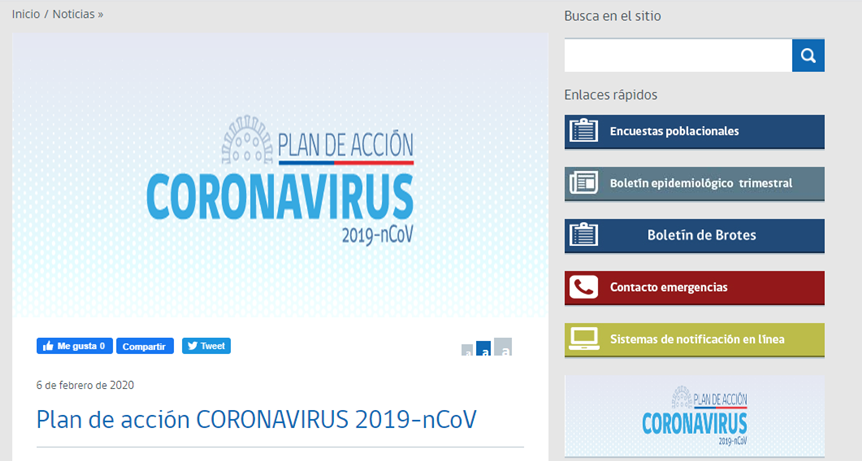 Inicio / Noticias »
PLAN DE ACCIÓN
CORONAVIRUS
2019-nCoV
Me gusta 0
Compartir
Tweet
a a a
6 de febrero de 2020
Plan de acción CORONAVIRUS 2019-nCoV
Busca en el sitio
Enlaces rápidos
Encuestas poblacionales
Boletín epidemiológico trimestral
Boletín de Brotes
Contacto emergencias
Sistemas de notificación en línea
PLAN DE ACCIÓN
CORONAVIRUS
2019-nCoV